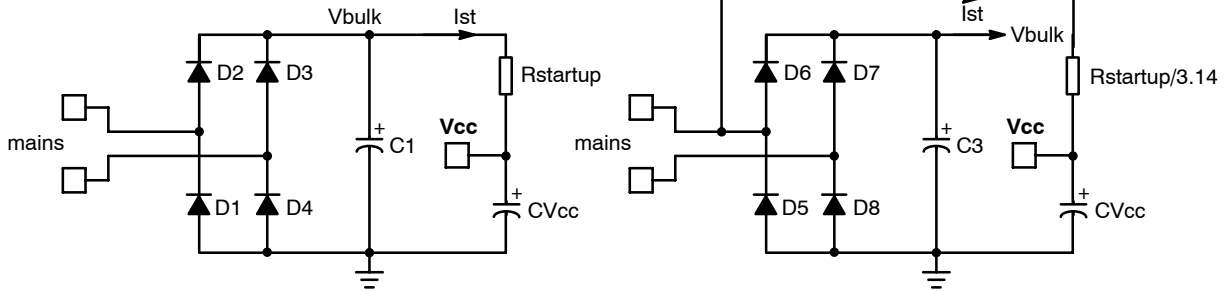 Vbulk
Ist
D2
D3
Rstartup
mains
Vcc
+
C1
D1
D4
+
CVcc
Ist
Vbulk
D6
D7
Rstartup/3.14
mains
Vcc
+
C3
D5
D8
+
CVcc